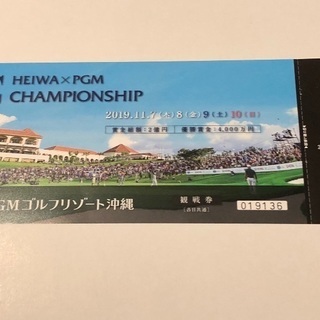 HEIWA×PGM
CHAMPIONSHIP
2019.11.7(木)8(金)9(土)10(日)
賞金総額:2億円 優勝賞金:4,000万円
PGMゴルフリゾート沖縄
観戦券
019136